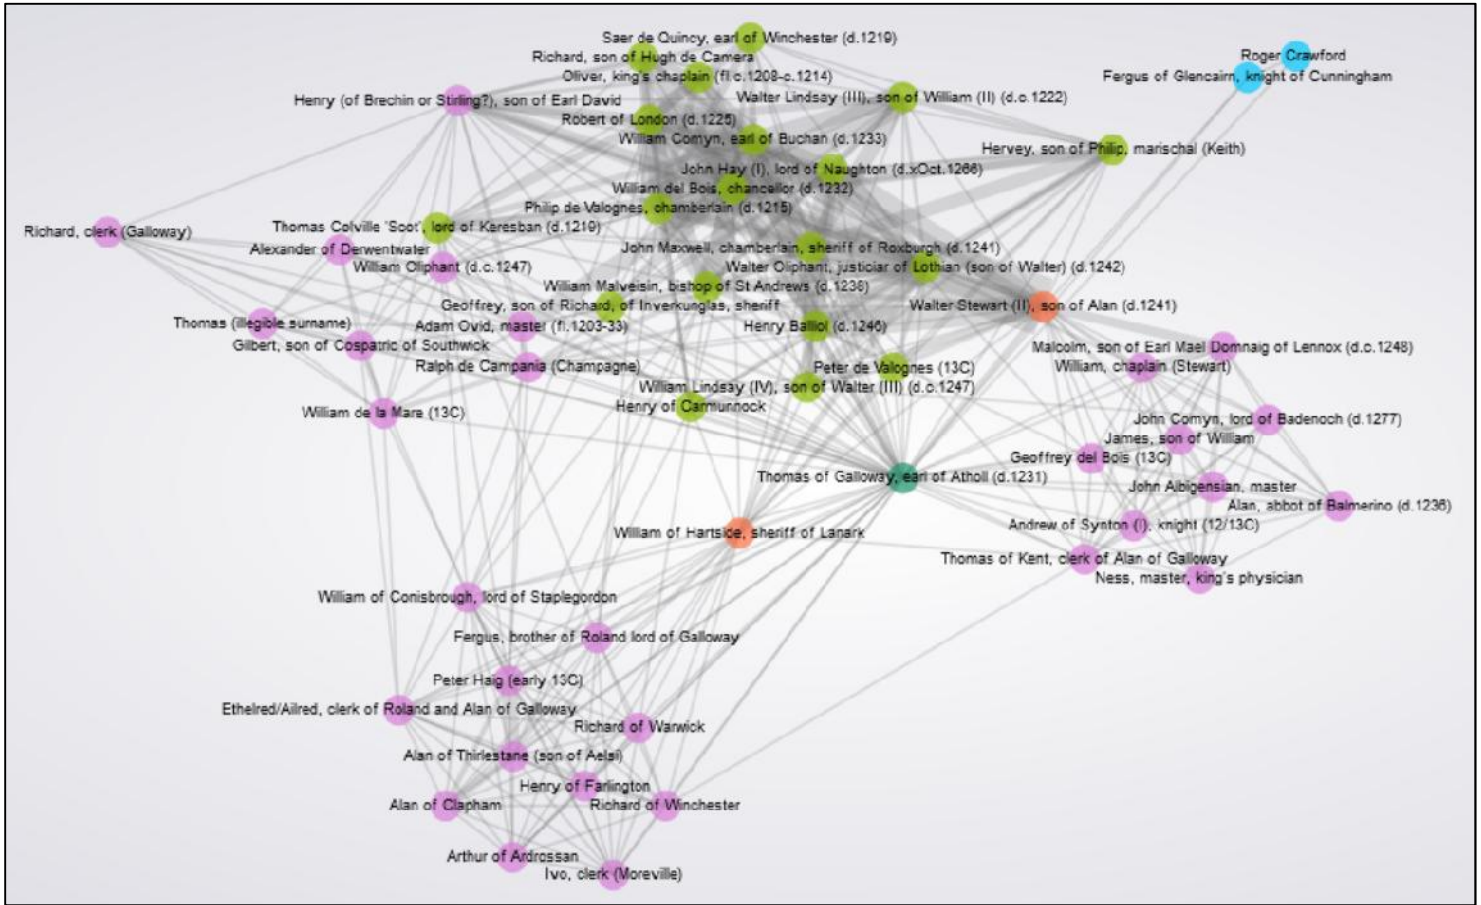 Saer de Quincy, earl of Winchester (d.1219)
Richard, son of Hugh de Camera
Roger Crawford
Oliver, king's chaplain (fl.c.1208-c.1214)
Fergus of Glencairn, knight of Cunningham
Henry (of Brechin or Stirling?), son of Earl David
Walter Lindsay (III), son of William (II) (d.c.1222)
Robert of London (d.1225)
William Comyn, earl of Buchan (d.1233)
Hervey, son of Philip, marischal (Keith)
John Hay (I), lord of Naughton (d.xOct.1266)
William del Bois, chancellor (d.1232)
Philip de Valognes, chamberlain (d.1215)
Richard, clerk (Galloway)
Thomas Colville 'Scot', lord of Keresban (d.1219)
Alexander of Derwentwater
John Maxwell, chamberlain, sheriff of Roxburgh (d.1241)
William Oliphant (d.c.1247)
Walter Oliphant, justiciar of Lothian (son of Walter) (d.1242)
William Malveisin, bishop of St Andrews (d.1238)
Geoffrey, son of Richard, of Inverkunglas, sheriff
Walter Stewart (II), son of Alan (d.1241)
Thomas (illegible surname)
Adam Ovid, master (fl.1203-33)
Henry Balliol (d.1246)
Gilbert, son of Cospatric of Southwick
Malcolm, son of Earl Mael Domnaig of Lennox (d.c.1248)
Ralph de Campania (Champagne)
Peter de Valognes (13C)
William, chaplain (Stewart)
William Lindsay (IV), son of Walter (III) (d.c.1247)
Henry of Carmunnock
William de la Mare (13C)
John Comyn, lord of Badenoch (d.1277)
James, son of William
Geoffrey del Bois (13C)
Thomas of Galloway, earl of Atholl (d.1231)
John Albigensian, master
Alan, abbot of Balmerino (d.1236)
Andrew of Synton (I), knight (12/13C)
William of Hartside, sheriff of Lanark
Thomas of Kent, clerk of Alan of Galloway
Ness, master, king's physician
William of Conisbrough, lord of Staplegordon
Fergus, brother of Roland lord of Galloway
Peter Haig (early 13C)
Ethelred/Ailred, clerk of Roland and Alan of Galloway
Richard of Warwick
Alan of Thirlestane (son of Aelsi)
Henry of Farlington
Alan of Clapham
Richard of Winchester
Arthur of Ardrossan
Ivo, clerk (Moreville)